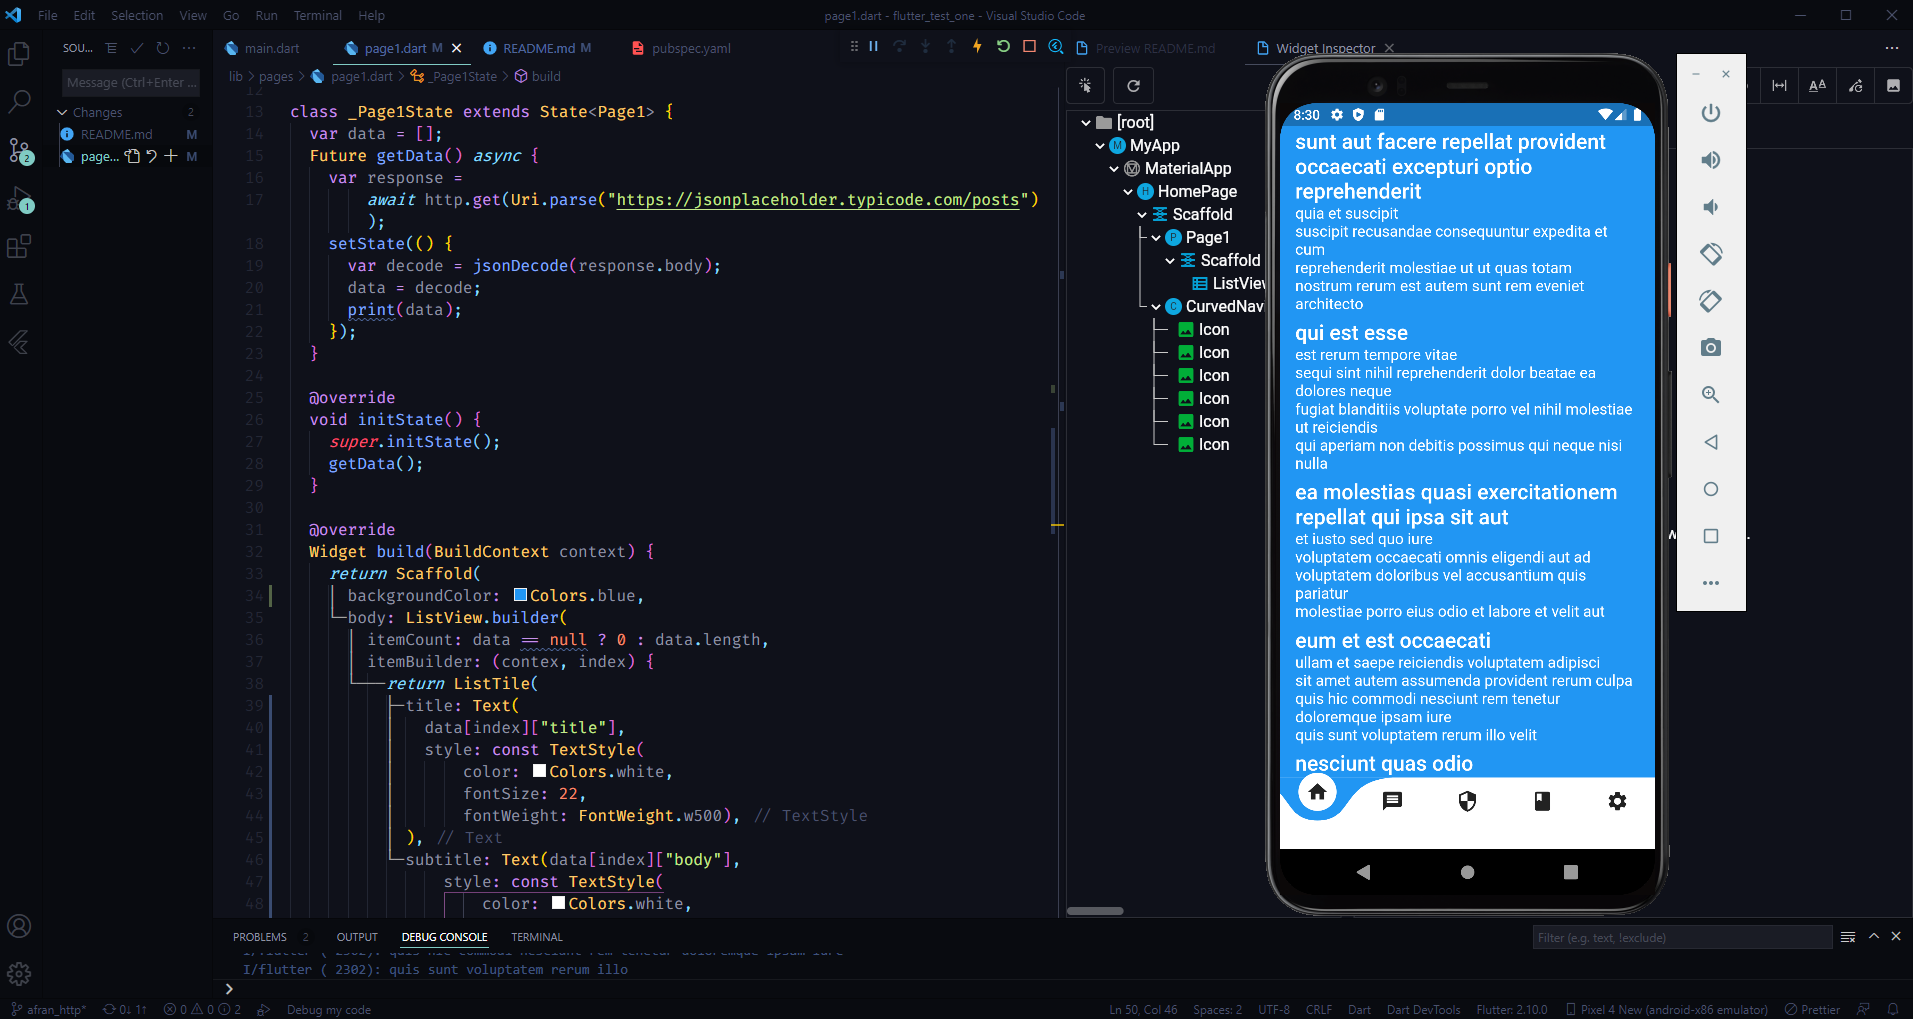 File Edit Selection View Go Run Terminal Help
page1.dart - flutter_test_one - Visual Studio Code
SOU...
Message (Ctrl+Enter ...
Changes 2
README.md M
page... M
2
1
main.dart
page1.dart M
README.md M
pubspec.yaml
Preview README.md
Widget Inspector
lib > pages > page1.dart > _Page1State > build
12
13 class _Page1State extends State<Page1> {
14 var data = [];
15 Future getData() async {
16 var response =
17 await http.get(Uri.parse("https://jsonplaceholder.typicode.com/posts")
);
18 setState(() {
19 var decode = jsonDecode(response.body);
20 data = decode;
21 print(data);
22 });
23 }
24
25 @override
26 void initState() {
27 super.initState();
28 getData();
29 }
30
31 @override
32 Widget build(BuildContext context) {
33 return Scaffold(
34 backgroundColor: Colors.blue,
35 body: ListView.builder(
36 itemCount: data == null ? 0 : data.length,
37 itemBuilder: (contex, index) {
38 return ListTile(
39 title: Text(
40 data[index]["title"],
41 style: const TextStyle(
42 color: Colors.white,
43 fontSize: 22,
44 fontWeight: FontWeight.w500), // TextStyle
45 ), // Text
46 subtitle: Text(data[index]["body"],
47 style: const TextStyle(
48 color: Colors.white,
[root]
MyApp
MaterialApp
HomePage
Scaffold
Page1
Scaffold
ListView
CurvedNav
Icon
Icon
Icon
Icon
Icon
Icon
8:30
sunt aut facere repellat provident
occaecati excepturi optio
reprehenderit
quia et suscipit
suscipit recusandae consequuntur expedita et
cum
reprehenderit molestiae ut ut quas totam
nostrum rerum est autem sunt rem eveniet
architecto
qui est esse
est rerum tempore vitae
sequi sint nihil reprehenderit dolor beatae ea
dolores neque
fugiat blanditiis voluptate porro vel nihil molestiae
ut reiciendis
qui aperiam non debitis possimus qui neque nisi
nulla
ea molestias quasi exercitationem
repellat qui ipsa sit aut
et iusto sed quo iure
voluptatem occaecati omnis eligendi aut ad
voluptatem doloribus vel accusantium quis
pariatur
molestiae porro eius odio et labore et velit aut
eum et est occaecati
ullam et saepe reiciendis voluptatem adipisci
sit amet autem assumenda provident rerum culpa
quis hic commodi nesciunt rem tenetur
doloremque ipsam iure
quis sunt voluptatem rerum illo velit
nesciunt quas odio
PROBLEMS 2 OUTPUT DEBUG CONSOLE TERMINAL
Filter (e.g. text, !exclude)
I/flutter ( 2302): quis hic commodi nesciunt rem tenetur doloremque ipsam iure
I/flutter ( 2302): quis sunt voluptatem rerum illo
afran_http* 0↓ 1↑ 0 0 2 Debug my code
Ln 50, Col 46 Spaces: 2 UTF-8 CRLF Dart Dart DevTools Flutter: 2.10.0 Pixel 4 New (android-x86 emulator) Prettier